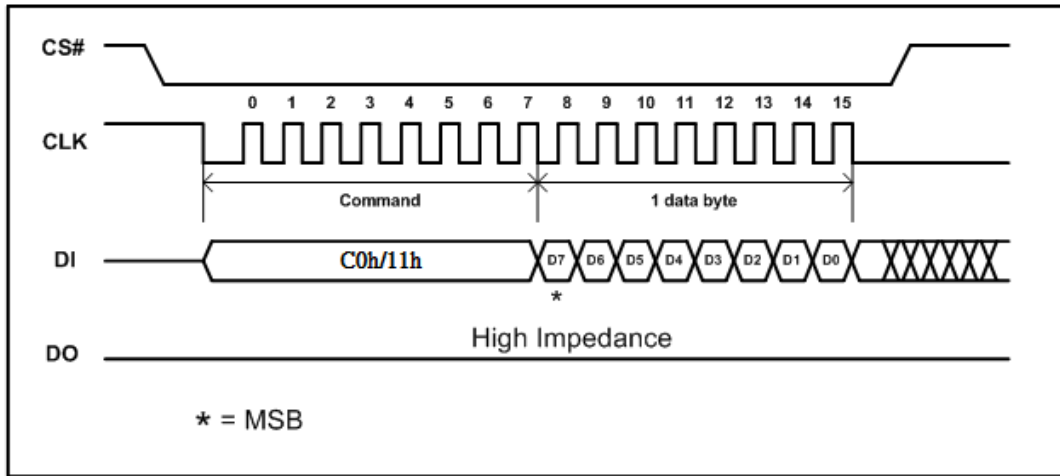 CS#
0 1 2 3 4 5 6 7 8 9 10 11 12 13 14 15
CLK
Command 1 data byte
DI C0h/11h D7 D6 D5 D4 D3 D2 D1 D0
*
High Impedance
DO
* = MSB